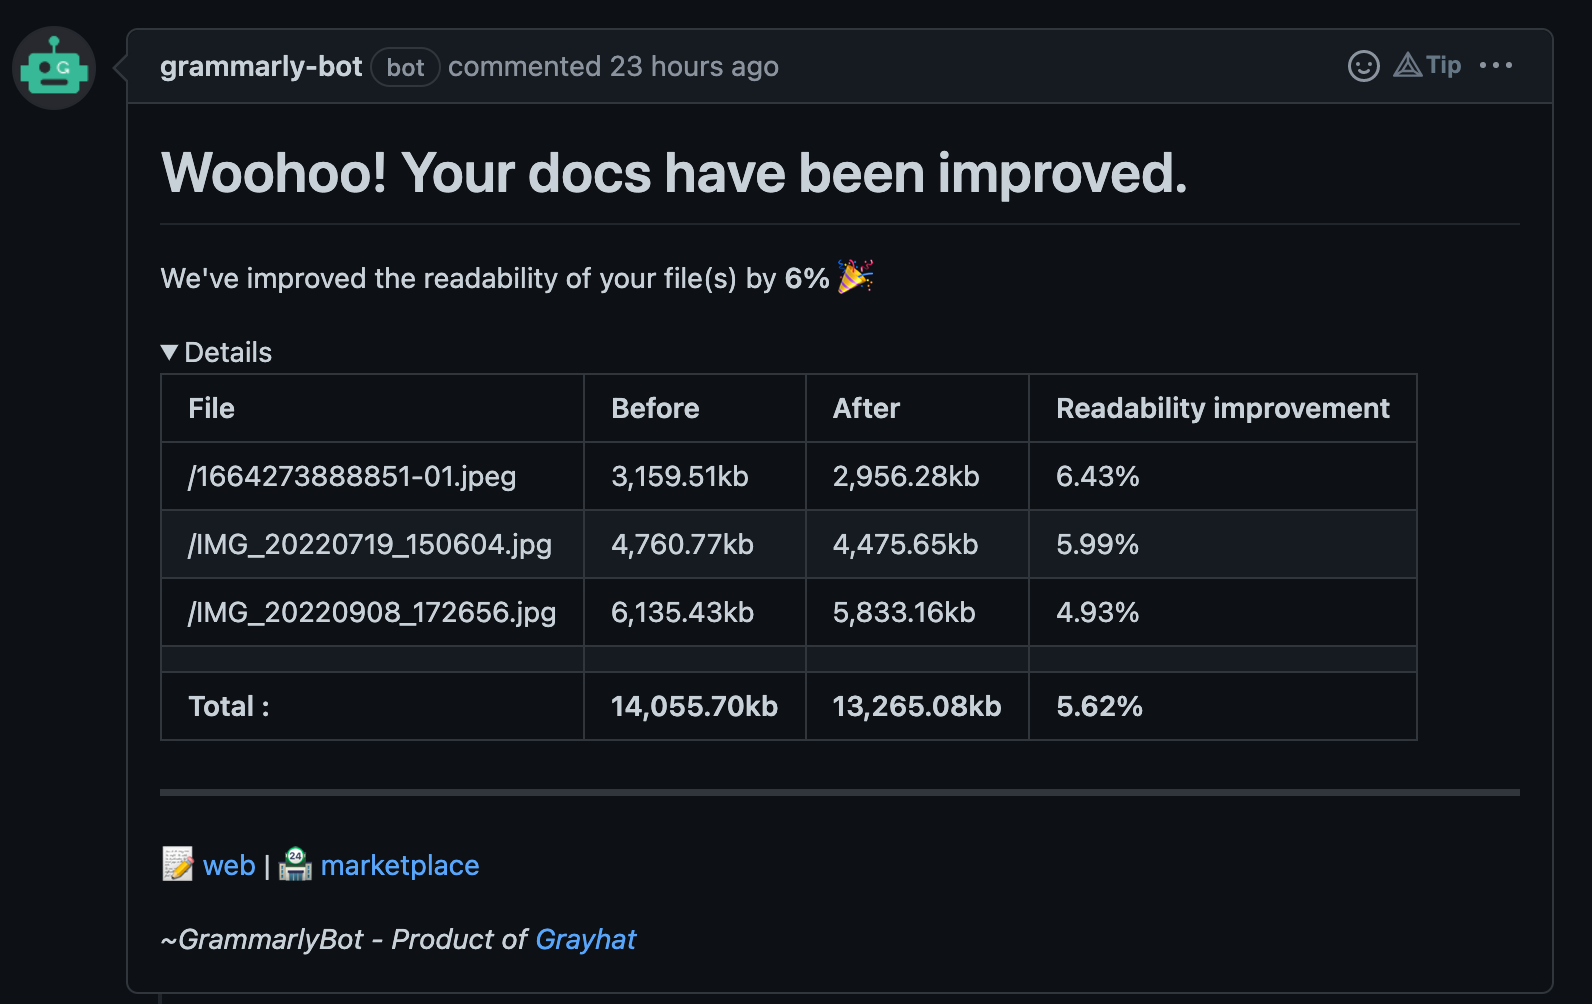 grammarly-bot bot commented 23 hours ago Tip
Woohoo! Your docs have been improved.
We've improved the readability of your file(s) by 6% 🎉
▼ Details
File Before After Readability improvement
/1664273888851-01.jpeg 3,159.51kb 2,956.28kb 6.43%
/IMG_20220719_150604.jpg 4,760.77kb 4,475.65kb 5.99%
/IMG_20220908_172656.jpg 6,135.43kb 5,833.16kb 4.93%
Total : 14,055.70kb 13,265.08kb 5.62%
📝 web | 🏪 marketplace
~GrammarlyBot - Product of Grayhat